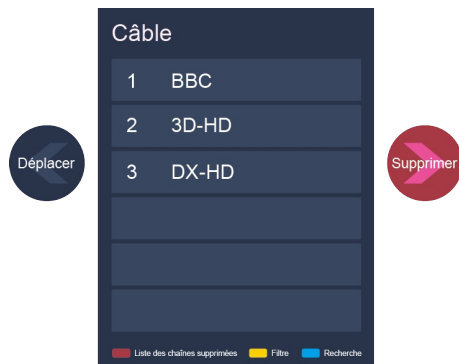 Câble
1 BBC
2 3D-HD
3 DX-HD
Déplacer
Supprimer
Liste des chaînes supprimées Filtre Recherche